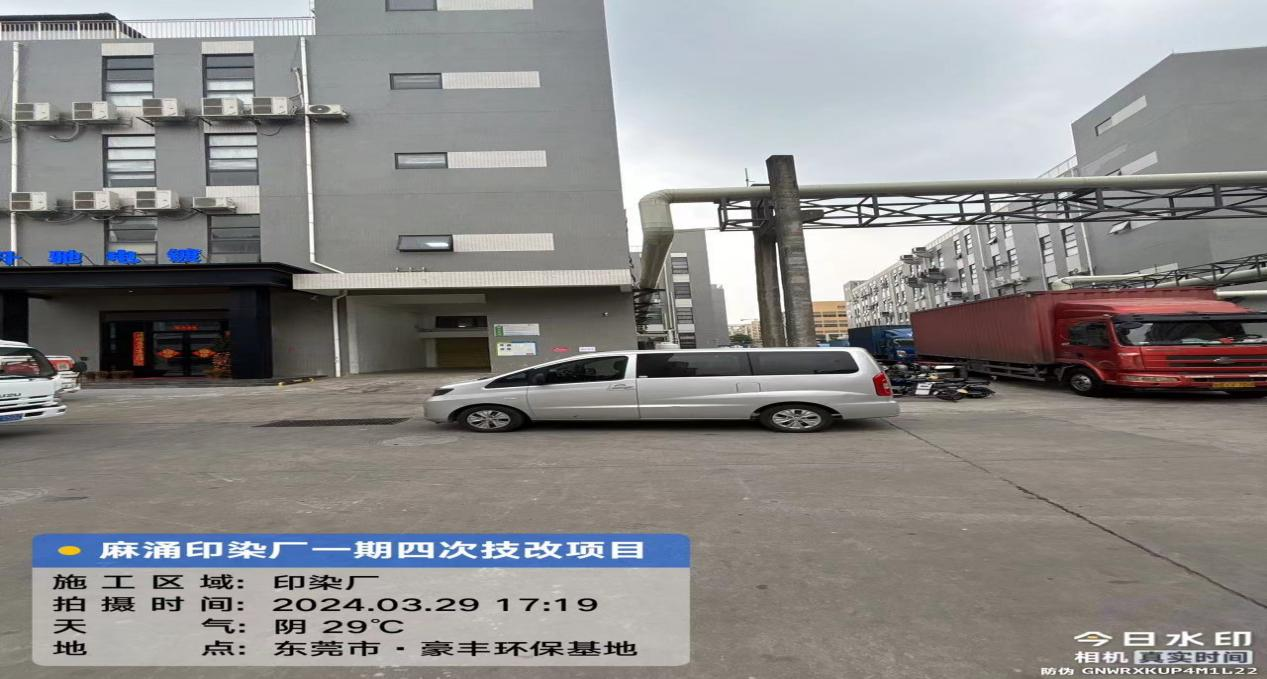 驰电镀
麻涌印染厂一期四次技改项目
施工区域: 印染厂
拍摄时间: 2024.03.29 17:19
天气: 阴 29℃
地点: 东莞市·豪丰环保基地
今日水印
相机 真实时间
防伪 GNWRXKUP4M1L22